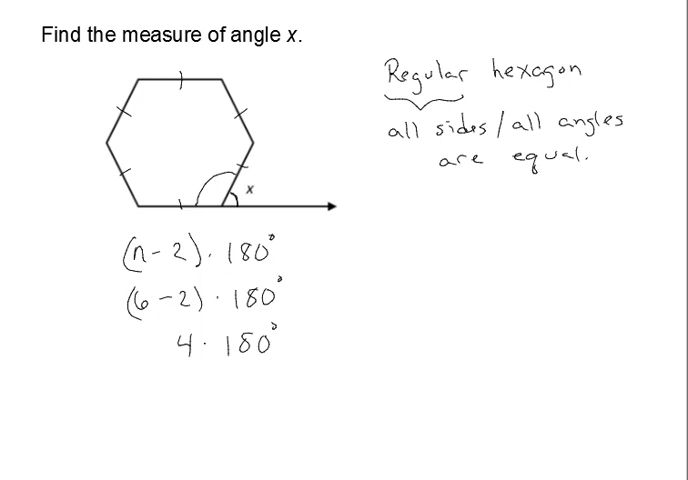 Find the measure of angle x.
Regular hexagon
all sides/all angles
are equal.
x
(n-2)·180°
(6-2)·180°
4·180°